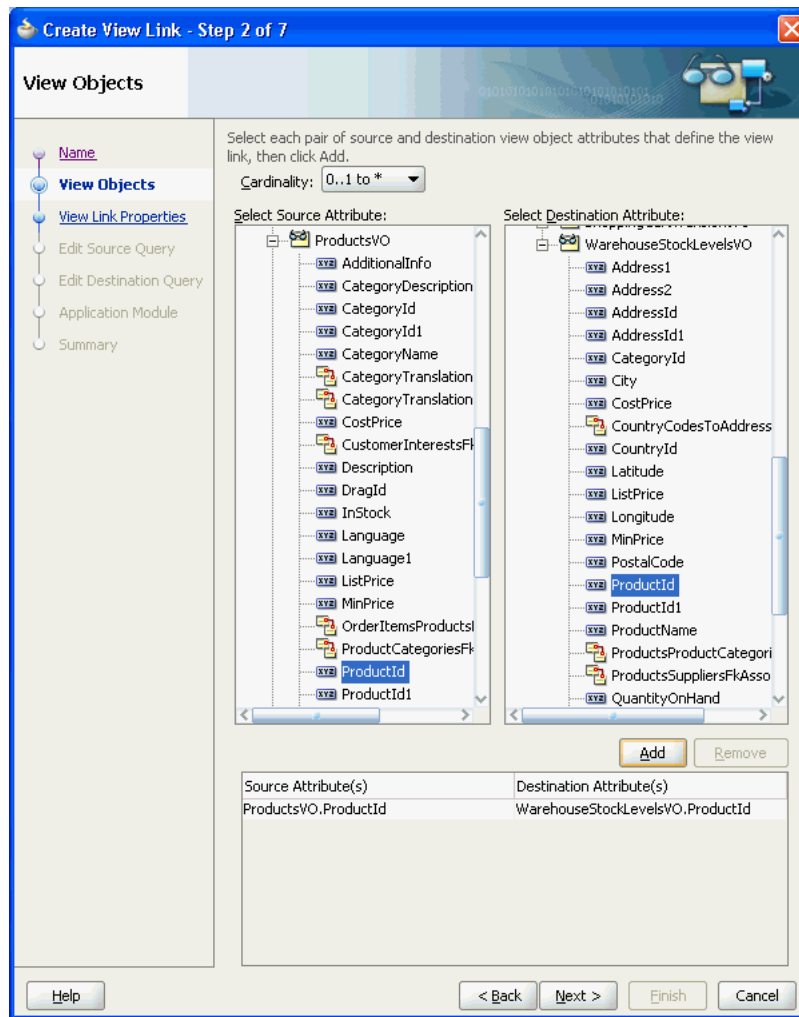 Create View Link - Step 2 of 7
View Objects
Name
View Objects
View Link Properties
Edit Source Query
Edit Destination Query
Application Module
Summary
Select each pair of source and destination view object attributes that define the view
link, then click Add.
Cardinality: 0..1 to *
Select Source Attribute:
ProductsVO
AdditionalInfo
CategoryDescription
CategoryId
CategoryId1
CategoryName
CategoryTranslation
CategoryTranslation
CostPrice
CustomerInterestsFk
Description
DragId
InStock
Language
Language1
ListPrice
MinPrice
OrderItemsProducts
ProductCategoriesFk
ProductId
ProductId1
Select Destination Attribute:
WarehouseStockLevelsVO
Address1
Address2
AddressId
AddressId1
CategoryId
City
CostPrice
CountryCodesToAddress
CountryId
Latitude
ListPrice
Longitude
MinPrice
PostalCode
ProductId
ProductId1
ProductName
ProductsProductCategori
ProductsSuppliersFkAsso
QuantityOnHand
Add Remove
Source Attribute(s) Destination Attribute(s)
ProductsVO.ProductId WarehouseStockLevelsVO.ProductId
Help < Back Next > Finish Cancel